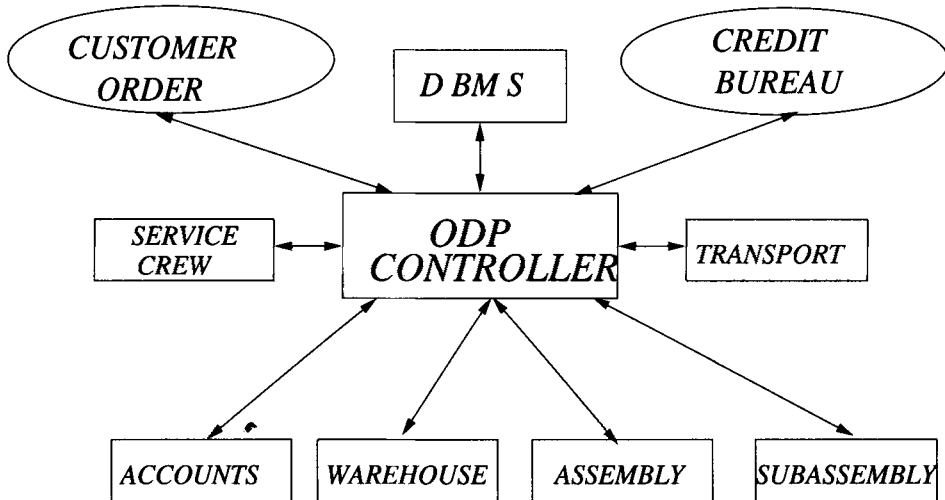 CUSTOMER
ORDER
D BM S
CREDIT
BUREAU
SERVICE
CREW
ODP
CONTROLLER
TRANSPORT
ACCOUNTS
WAREHOUSE
ASSEMBLY
SUBASSEMBLY